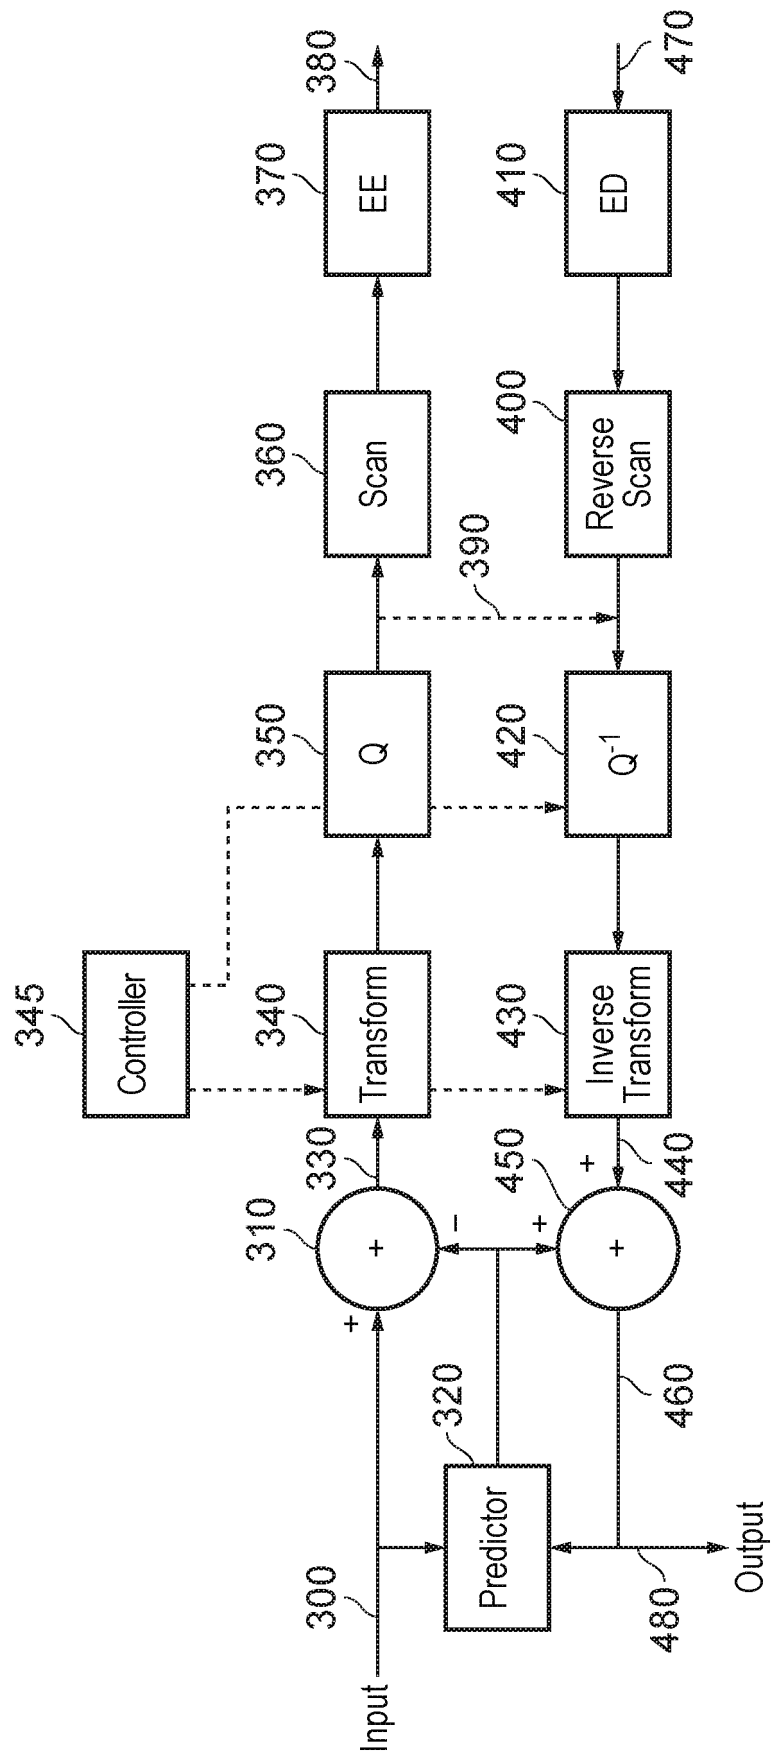 345
Controller
Input
300
+
310
+
330
340
Transform
350
Q
360
Scan
370
EE
380
320
Predictor
−
+
390
Output
480
460
450
+
+
440
430
Inverse
Transform
420
Q⁻¹
400
Reverse
Scan
410
ED
470